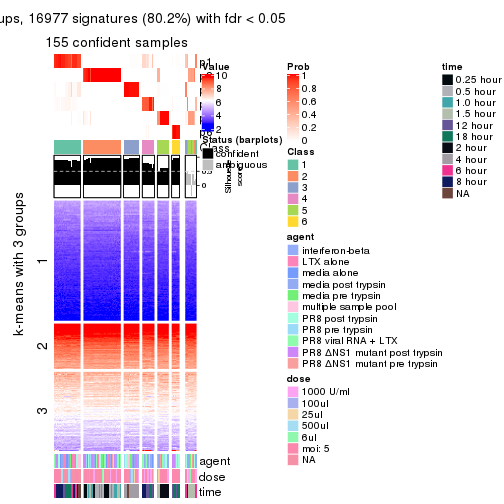 ups, 16977 signatures (80.2%) with fdr < 0.05
155 confident samples
p1
Value
10
8
6
4
2
Status (barplots)
confident
ambiguous
0.5
0
Silhouette
score
k-means with 3 groups
1
2
3
agent
dose
time
Prob
1
0.8
0.6
0.4
0.2
0
Class
1
2
3
4
5
6
agent
interferon-beta
LTX alone
media alone
media post trypsin
media pre trypsin
multiple sample pool
PR8 post trypsin
PR8 pre trypsin
PR8 viral RNA + LTX
PR8 ΔNS1 mutant post trypsin
PR8 ΔNS1 mutant pre trypsin
dose
1000 U/ml
100ul
25ul
500ul
6ul
moi: 5
NA
time
0.25 hour
0.5 hour
1.0 hour
1.5 hour
12 hour
18 hour
2 hour
4 hour
6 hour
8 hour
NA